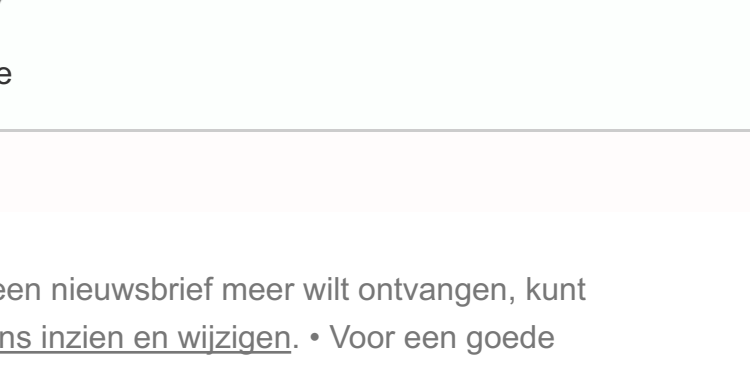 e
een nieuwsbrief meer wilt ontvangen, kunt
ns inzien en wijzigen. • Voor een goede